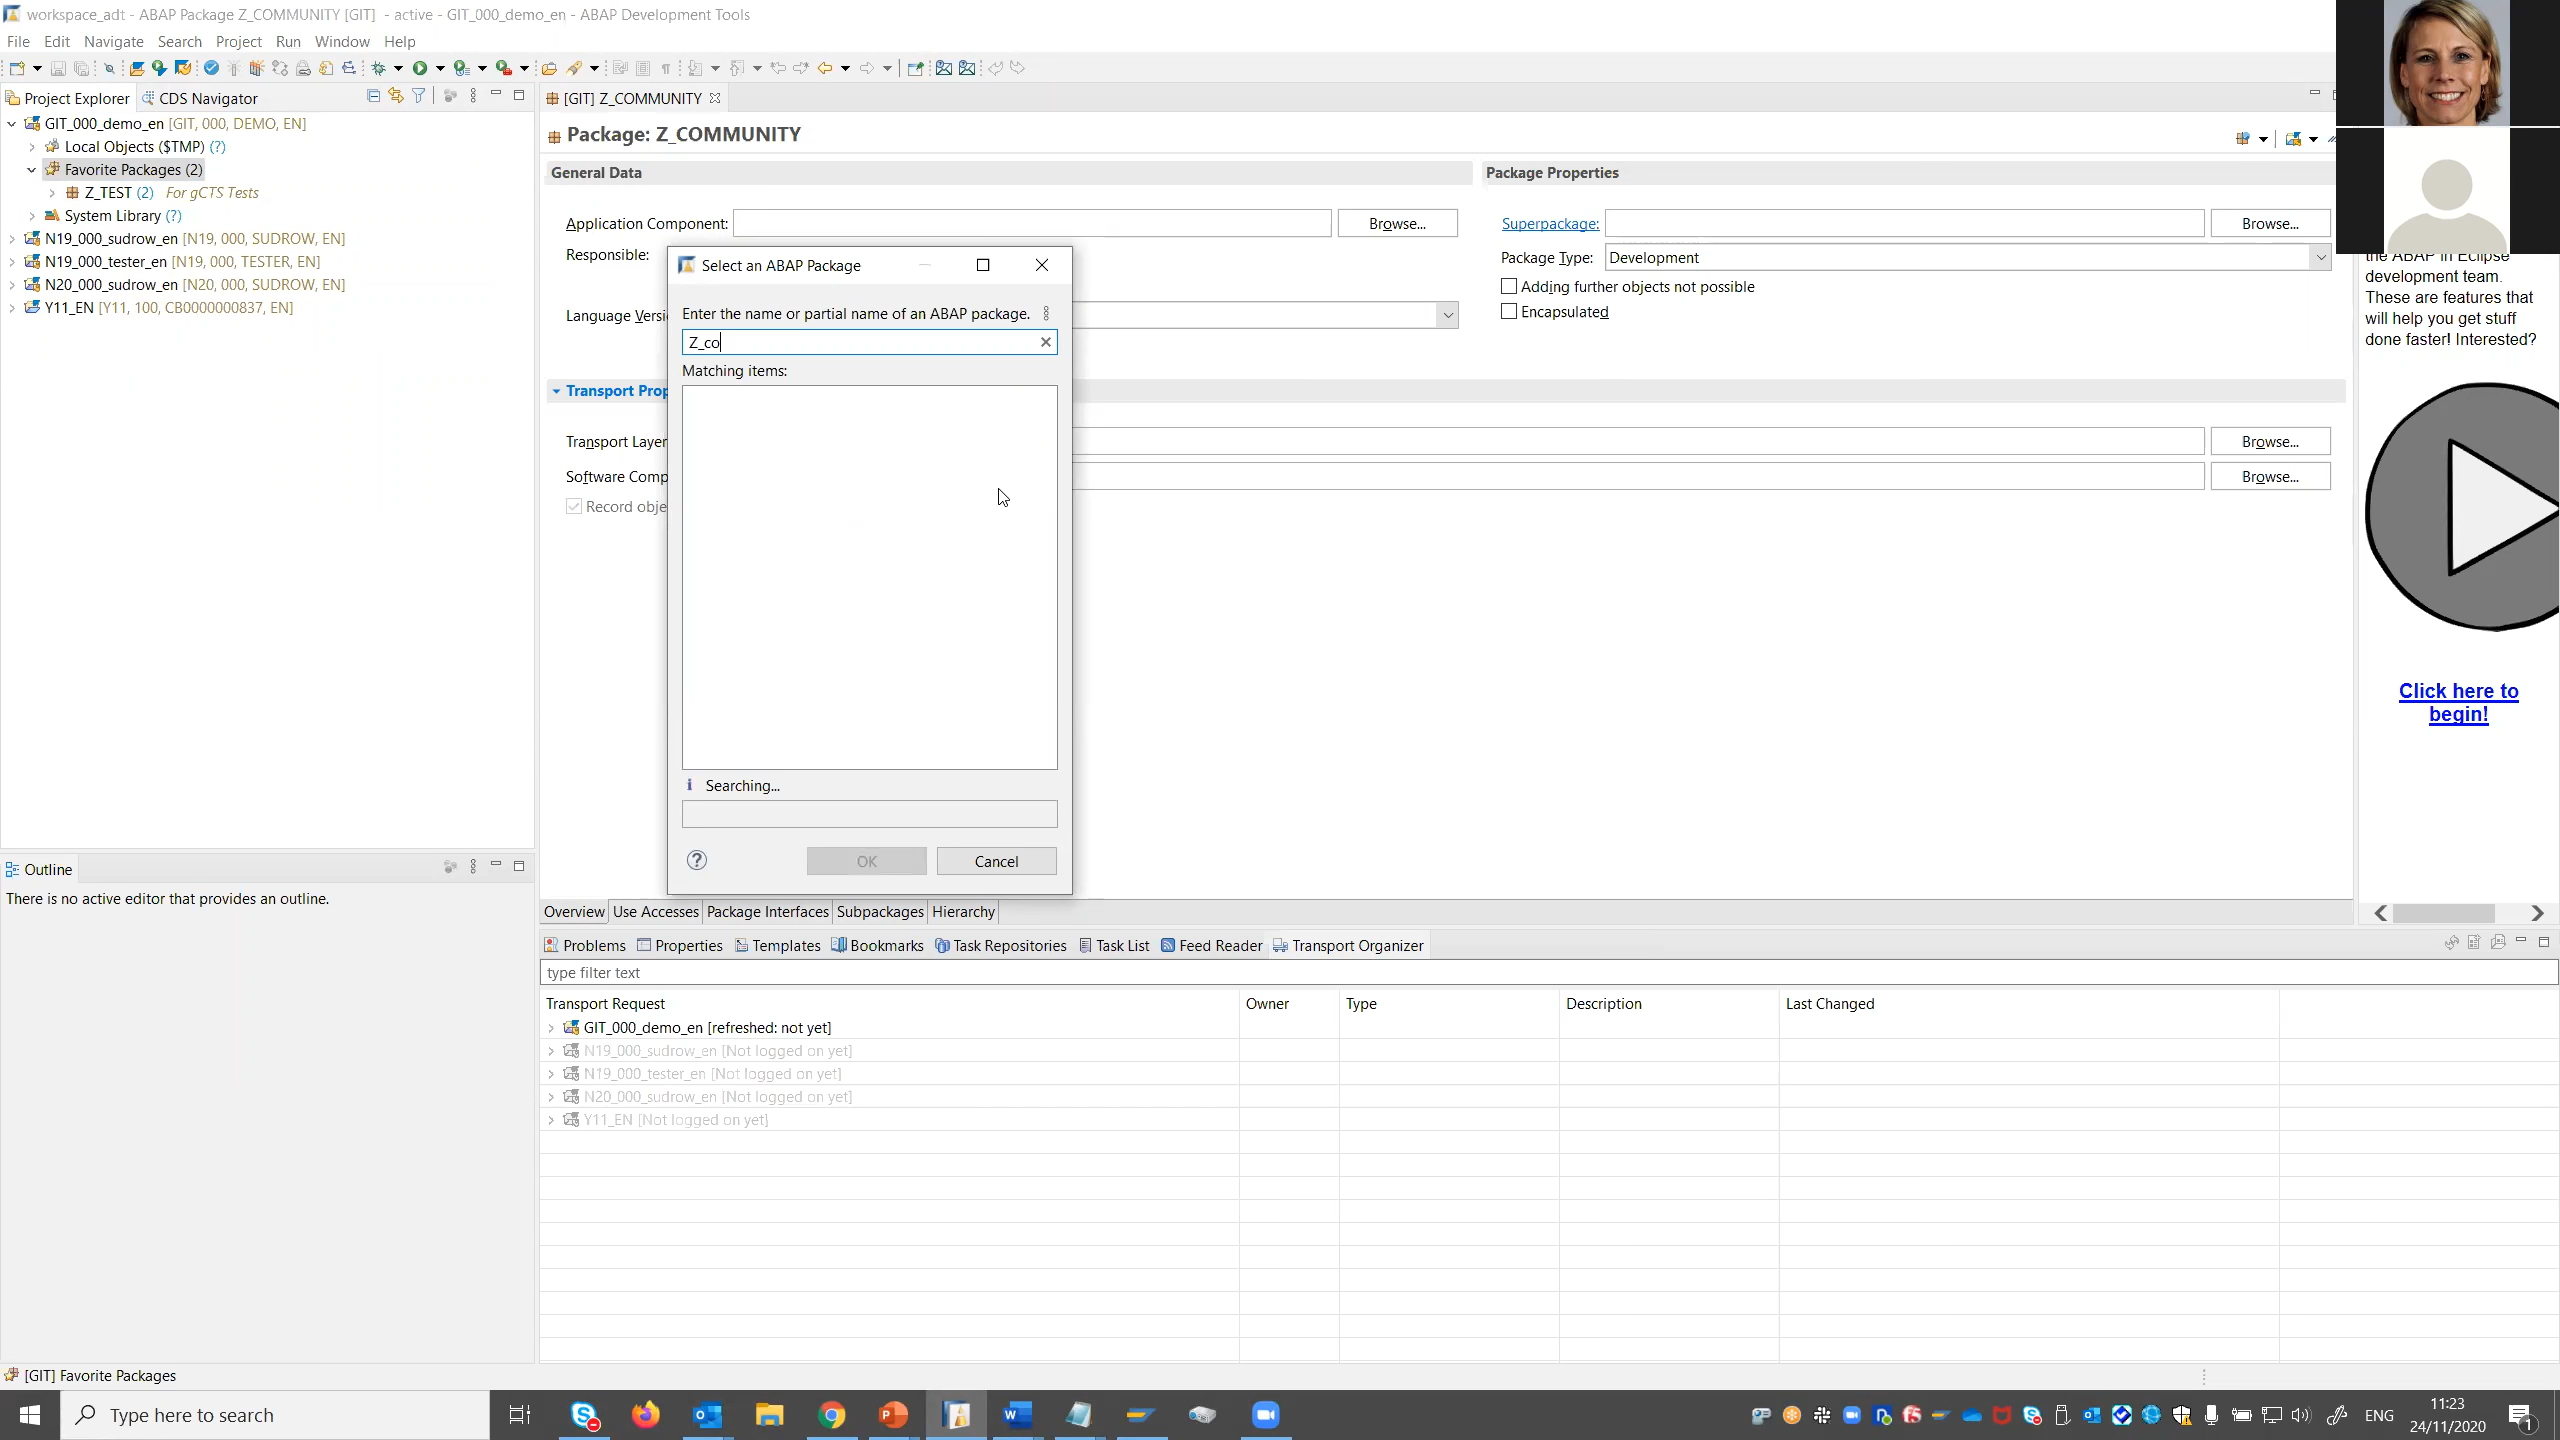 workspace_adt - ABAP Package Z_COMMUNITY [GIT] - active - GIT_000_demo_en - ABAP Development Tools
File Edit Navigate Search Project Run Window Help
Project Explorer CDS Navigator
GIT_000_demo_en [GIT, 000, DEMO, EN]
Local Objects ($TMP) (?)
Favorite Packages (2)
Z_TEST (2) For gCTS Tests
System Library (?)
N19_000_sudrow_en [N19, 000, SUDROW, EN]
N19_000_tester_en [N19, 000, TESTER, EN]
N20_000_sudrow_en [N20, 000, SUDROW, EN]
Y11_EN [Y11, 100, CB0000000837, EN]
Outline
There is no active editor that provides an outline.
[GIT] Z_COMMUNITY
Package: Z_COMMUNITY
General Data
Application Component: Browse...
Responsible:
Language Versi
Transport Prop
Transport Layer
Software Comp
Record obje
Package Properties
Superpackage: Browse...
Package Type: Development
Adding further objects not possible
Encapsulated
Browse...
Browse...
Select an ABAP Package
Enter the name or partial name of an ABAP package.
Z_co
Matching items:
i Searching...
? OK Cancel
the ABAP in Eclipse
development team.
These are features that
will help you get stuff
done faster! Interested?
Click here to
begin!
Overview Use Accesses Package Interfaces Subpackages Hierarchy
Problems Properties Templates Bookmarks Task Repositories Task List Feed Reader Transport Organizer
type filter text
Transport Request Owner Type Description Last Changed
GIT_000_demo_en [refreshed: not yet]
N19_000_sudrow_en [Not logged on yet]
N19_000_tester_en [Not logged on yet]
N20_000_sudrow_en [Not logged on yet]
Y11_EN [Not logged on yet]
[GIT] Favorite Packages
Type here to search
ENG
11:23
24/11/2020
1